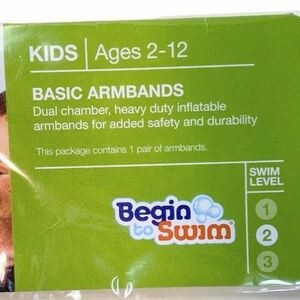 KIDS | Ages 2-12
BASIC ARMBANDS
Dual chamber, heavy duty inflatable
armbands for added safety and durability
This package contains 1 pair of armbands.
SWIM
LEVEL
1
2
3
Begin
to Swim